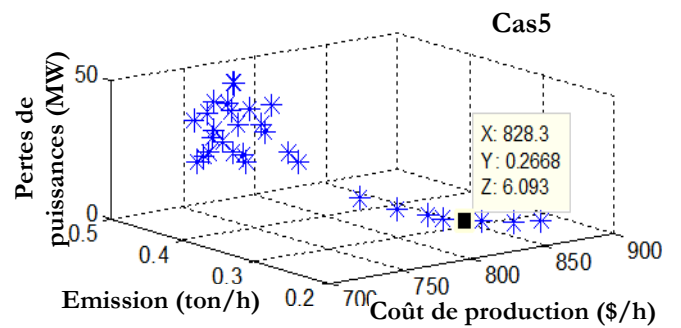 Cas5
Pertes de
puissances (MW)
50
0
0.5
0.4
0.3
0.2
Emission (ton/h)
700
750
800
850
900
Coût de production ($/h)
X: 828.3
Y: 0.2668
Z: 6.093